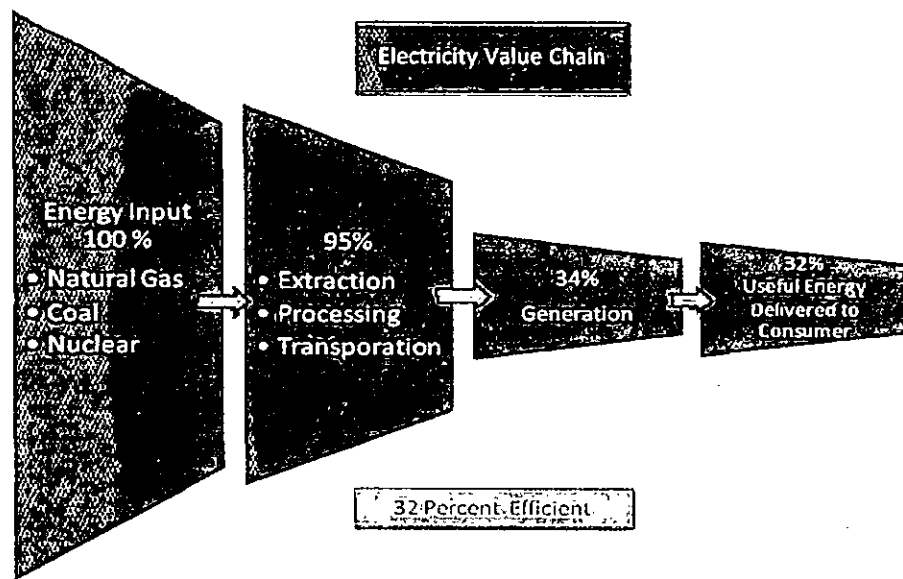 Electricity Value Chain
Energy Input
100 %
• Natural Gas
• Coal
• Nuclear
95%
• Extraction
• Processing
• Transporation
34%
Generation
32%
Useful Energy
Delivered to
Consumer
32 Percent Efficient